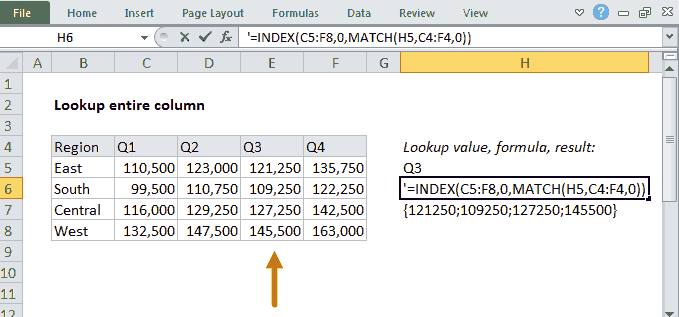 File Home Insert Page Layout Formulas Data Review View
H6 fx '=INDEX(C5:F8,0,MATCH(H5,C4:F4,0))
A B C D E F G H
1
2 Lookup entire column
3
4 Region Q1 Q2 Q3 Q4 Lookup value, formula, result:
5 East 110,500 123,000 121,250 135,750 Q3
6 South 99,500 110,750 109,250 122,250 '=INDEX(C5:F8,0,MATCH(H5,C4:F4,0))
7 Central 116,000 129,250 127,250 142,500 {121250;109250;127250;145500}
8 West 132,500 147,500 145,500 163,000
9
10
11
12